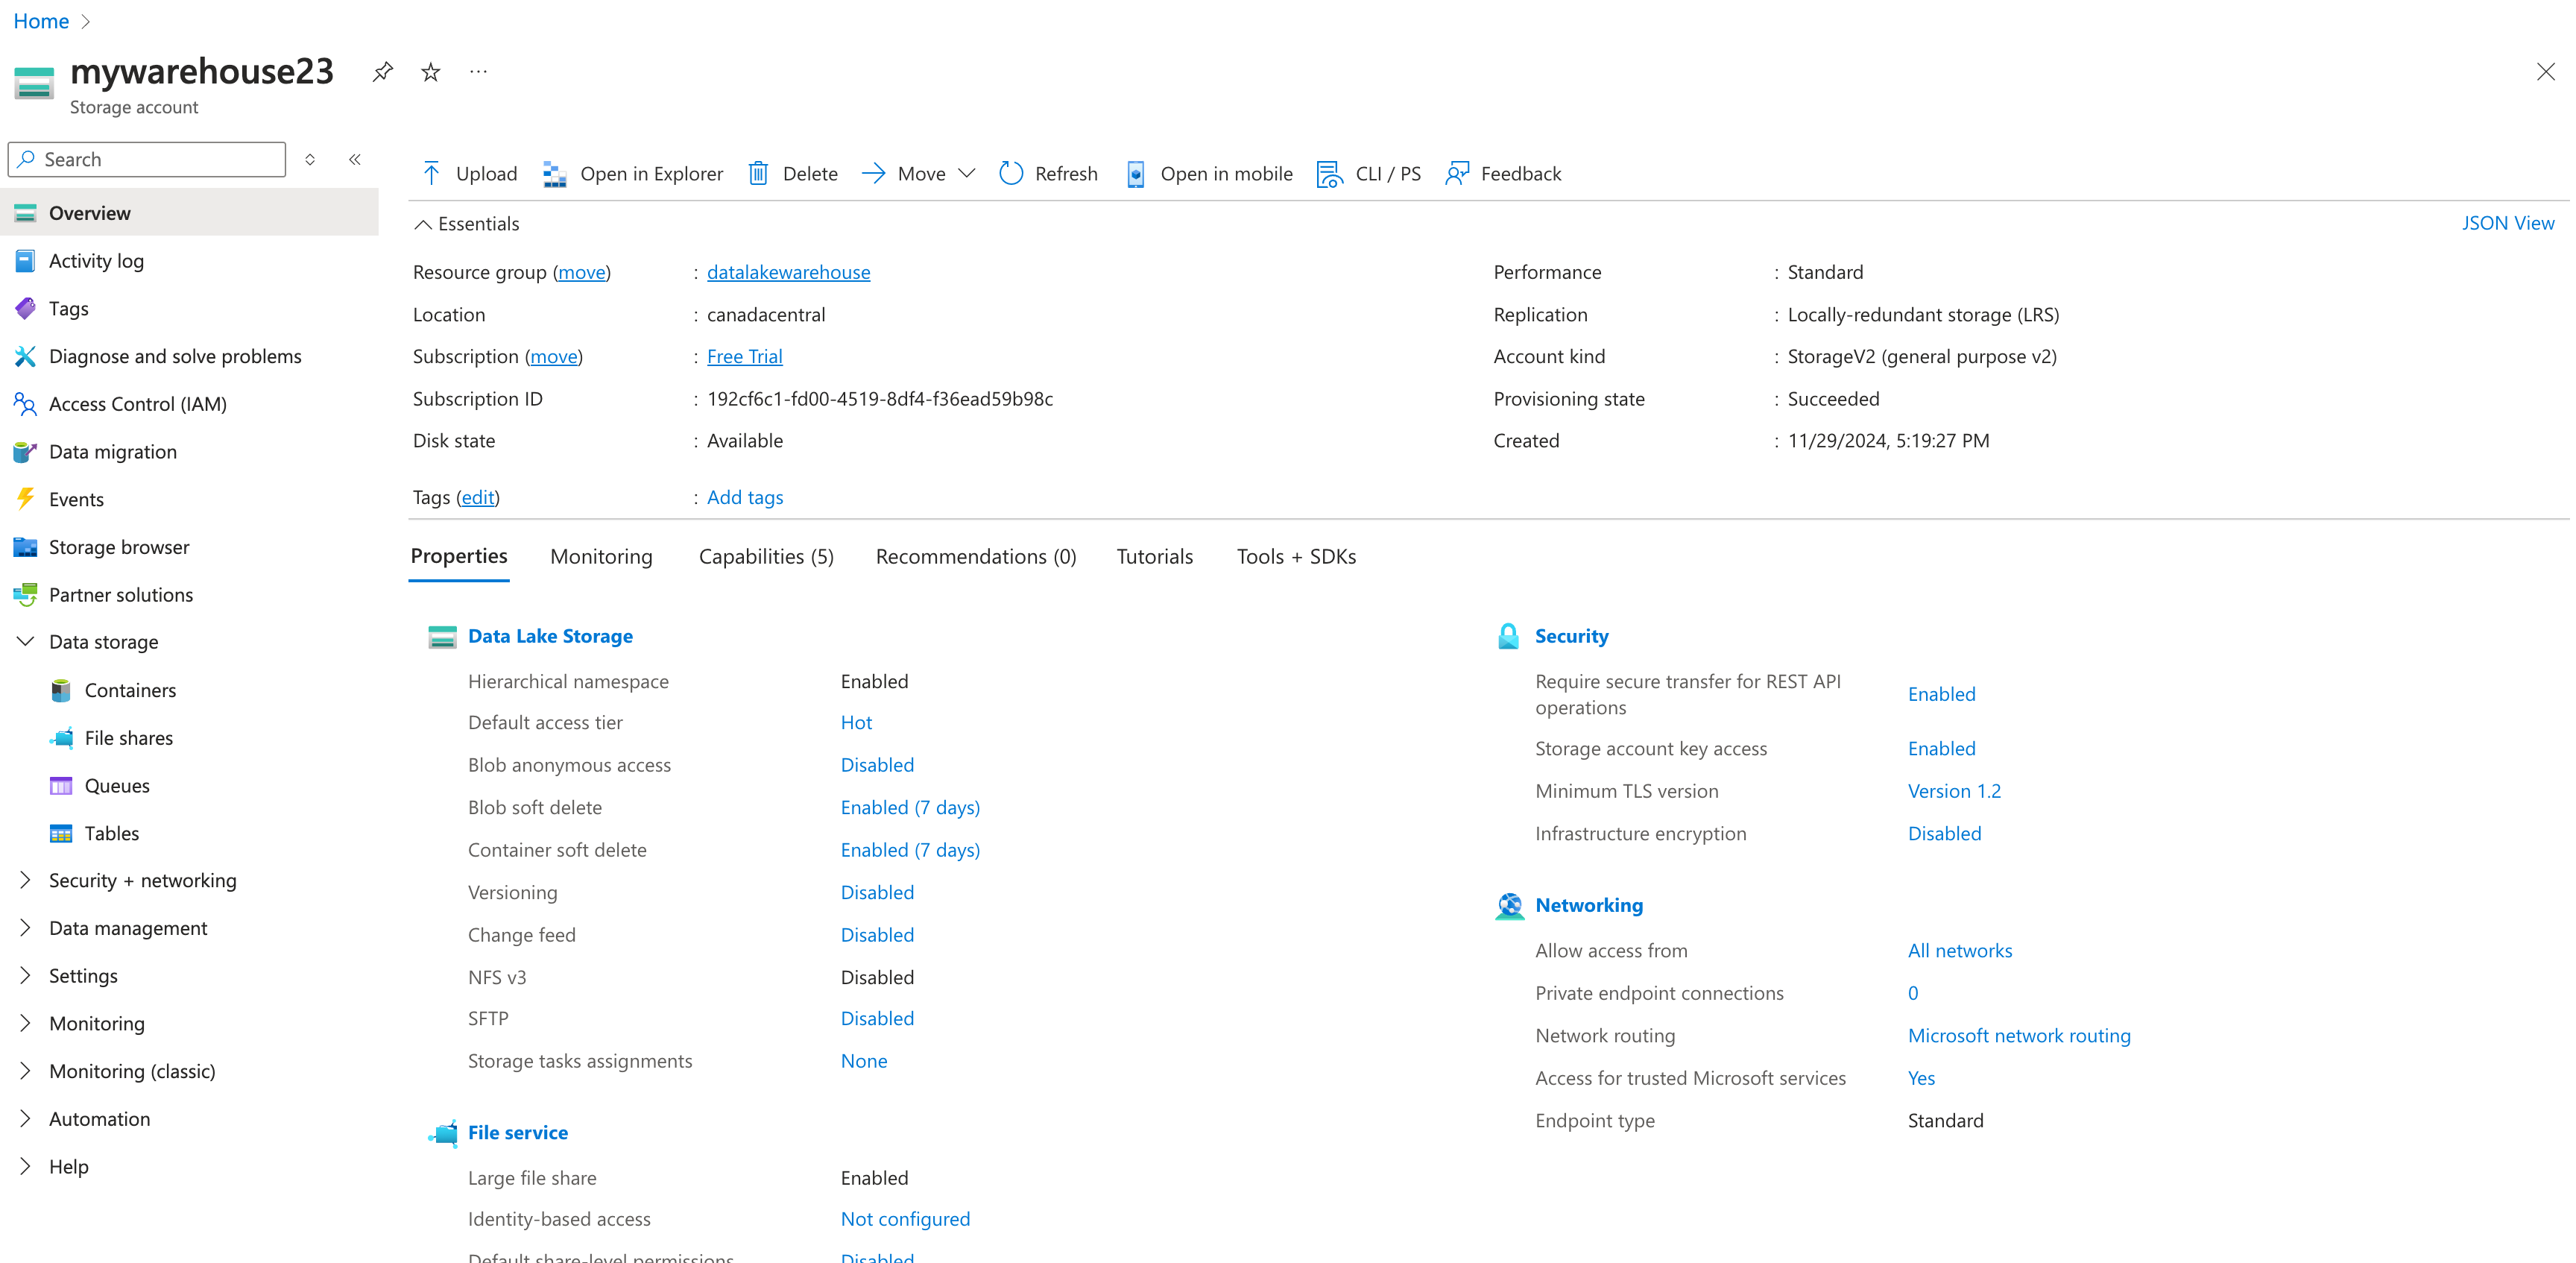 Home
mywarehouse23
Storage account
Search
Upload Open in Explorer Delete Move Refresh Open in mobile CLI / PS Feedback
Overview
Activity log
Tags
Diagnose and solve problems
Access Control (IAM)
Data migration
Events
Storage browser
Partner solutions
Data storage
Containers
File shares
Queues
Tables
Security + networking
Data management
Settings
Monitoring
Monitoring (classic)
Automation
Help
Essentials
JSON View
Resource group (move) : datalakewarehouse
Location : canadacentral
Subscription (move) : Free Trial
Subscription ID : 192cf6c1-fd00-4519-8df4-f36ead59b98c
Disk state : Available
Tags (edit) : Add tags
Performance : Standard
Replication : Locally-redundant storage (LRS)
Account kind : StorageV2 (general purpose v2)
Provisioning state : Succeeded
Created : 11/29/2024, 5:19:27 PM
Properties Monitoring Capabilities (5) Recommendations (0) Tutorials Tools + SDKs
Data Lake Storage
Hierarchical namespace Enabled
Default access tier Hot
Blob anonymous access Disabled
Blob soft delete Enabled (7 days)
Container soft delete Enabled (7 days)
Versioning Disabled
Change feed Disabled
NFS v3 Disabled
SFTP Disabled
Storage tasks assignments None
File service
Large file share Enabled
Identity-based access Not configured
Default share-level permissions Disabled
Security
Require secure transfer for REST API
operations Enabled
Storage account key access Enabled
Minimum TLS version Version 1.2
Infrastructure encryption Disabled
Networking
Allow access from All networks
Private endpoint connections 0
Network routing Microsoft network routing
Access for trusted Microsoft services Yes
Endpoint type Standard